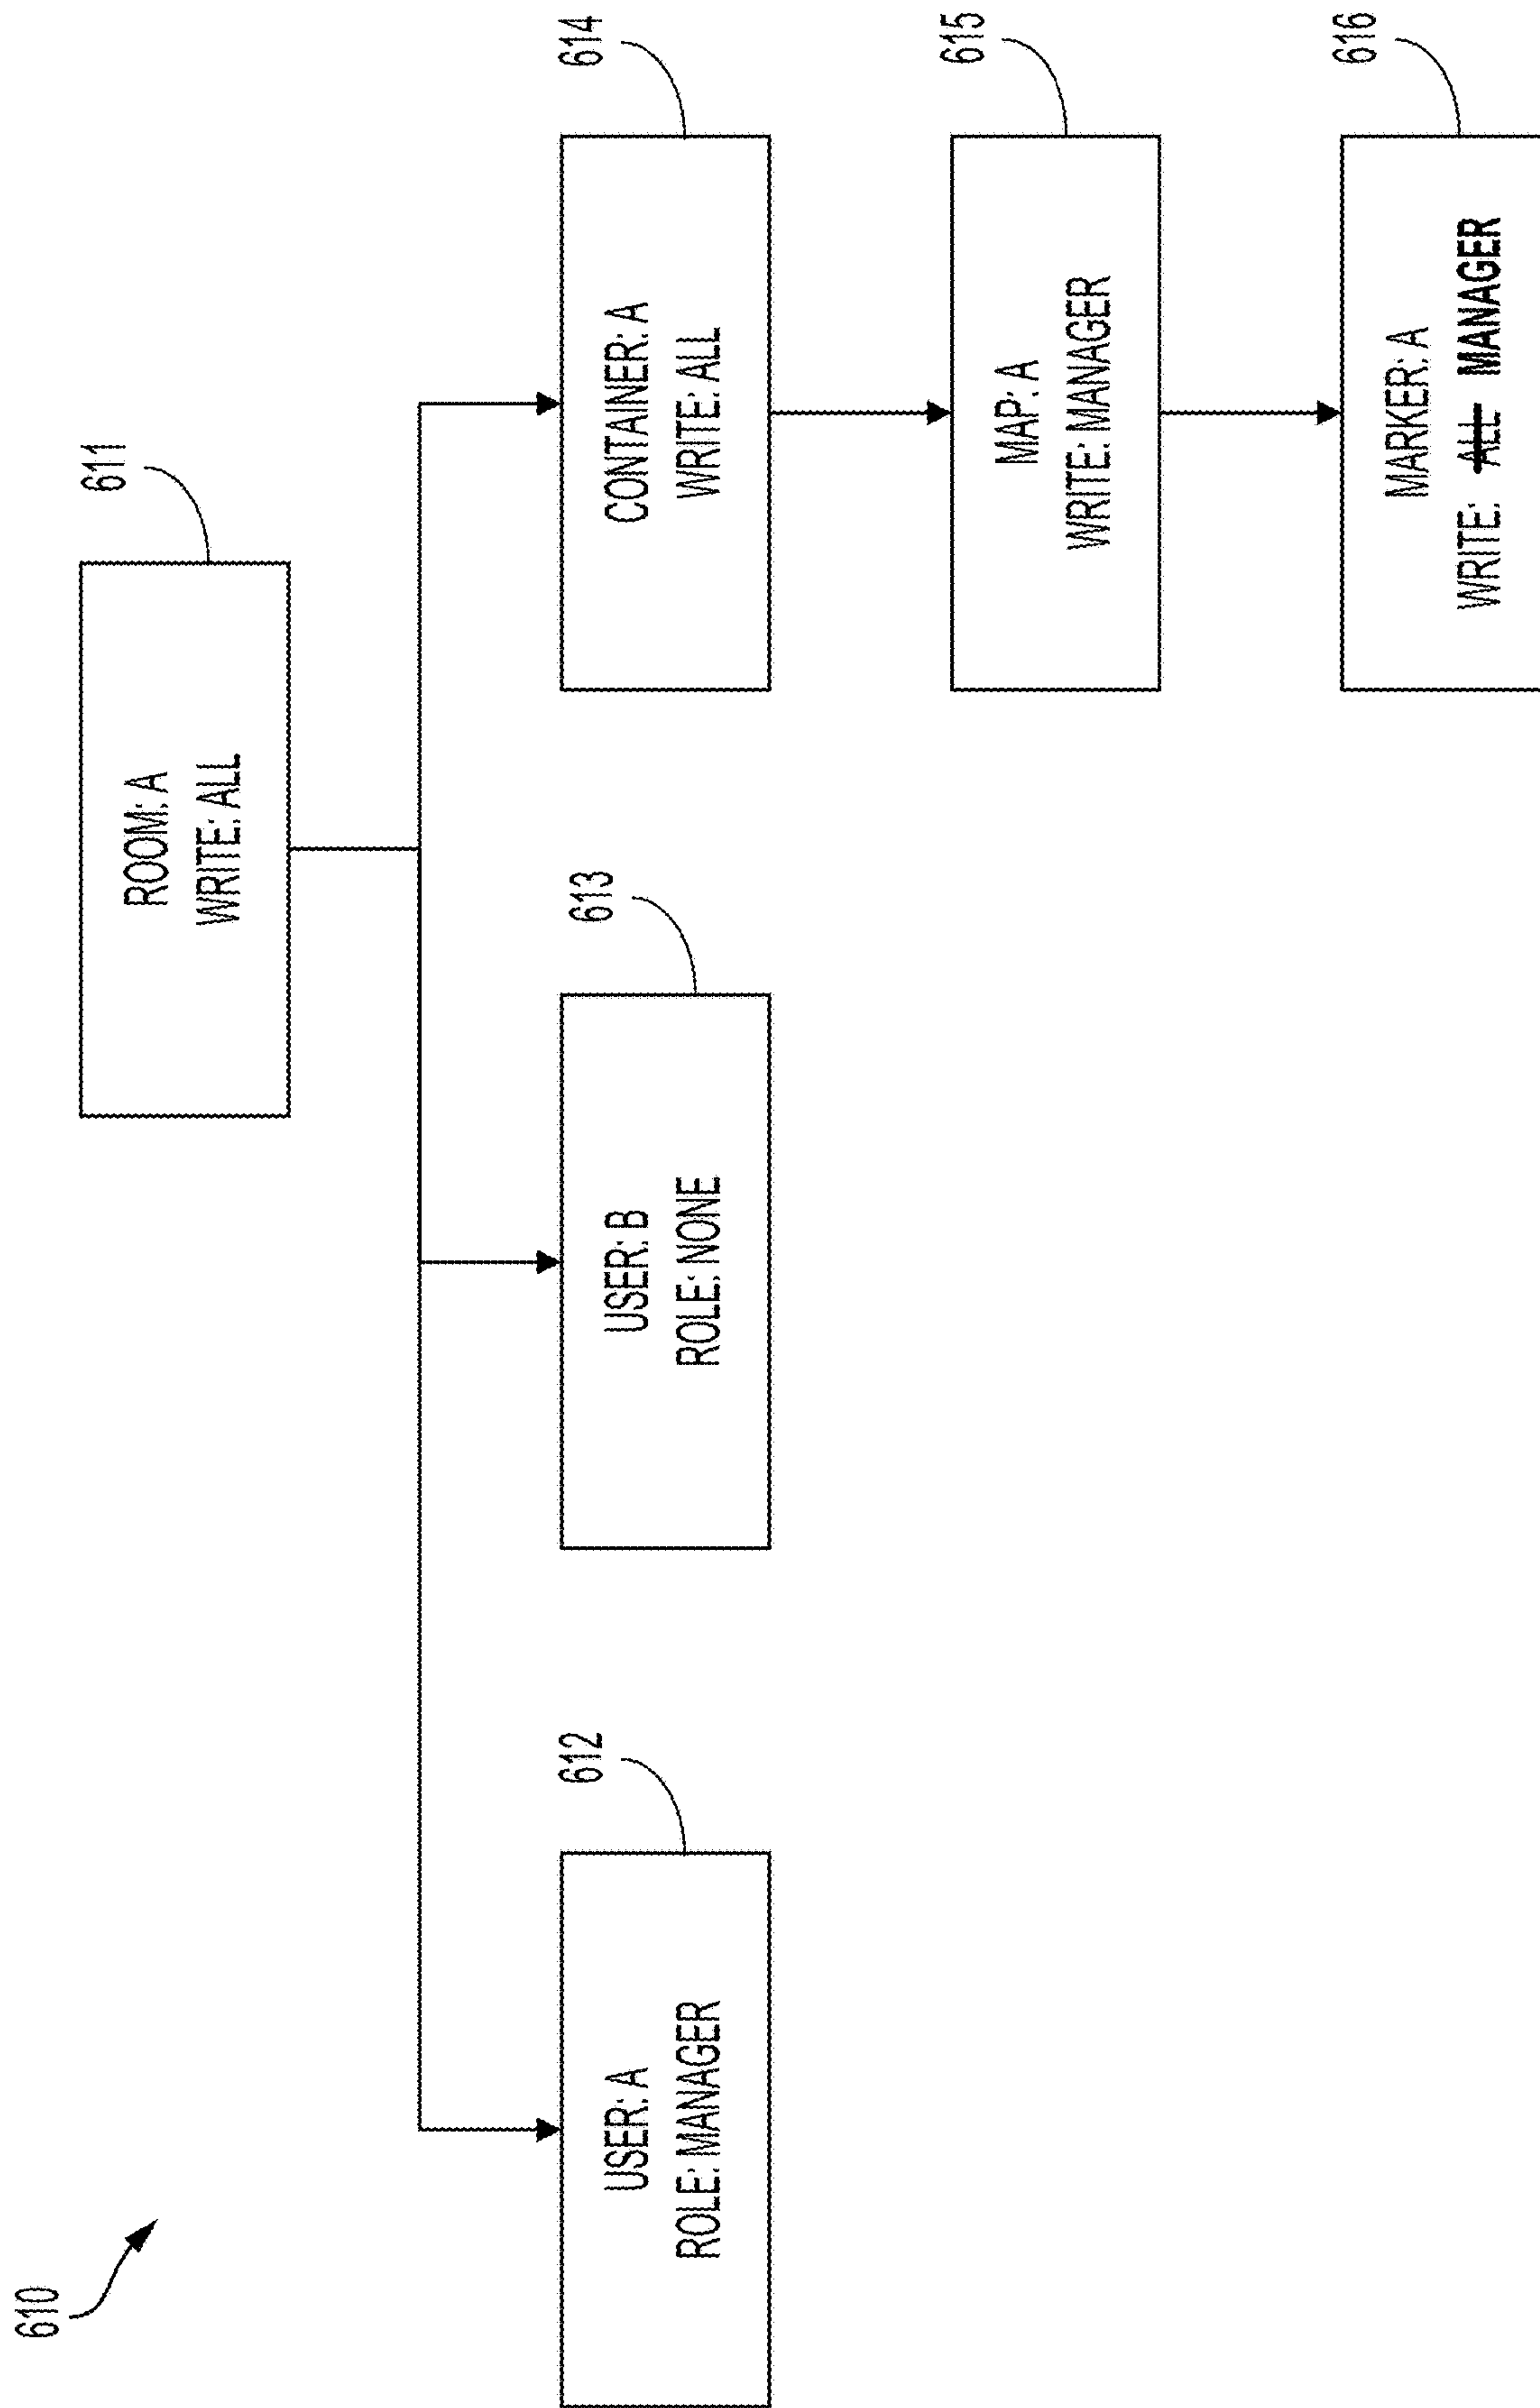 610
611
ROOM: A
WRITE: ALL
612
USER: A
ROLE: MANAGER
613
USER: B
ROLE: NONE
614
CONTAINER: A
WRITE: ALL
615
MAP: A
WRITE: MANAGER
616
MARKER: A
WRITE: ALL MANAGER